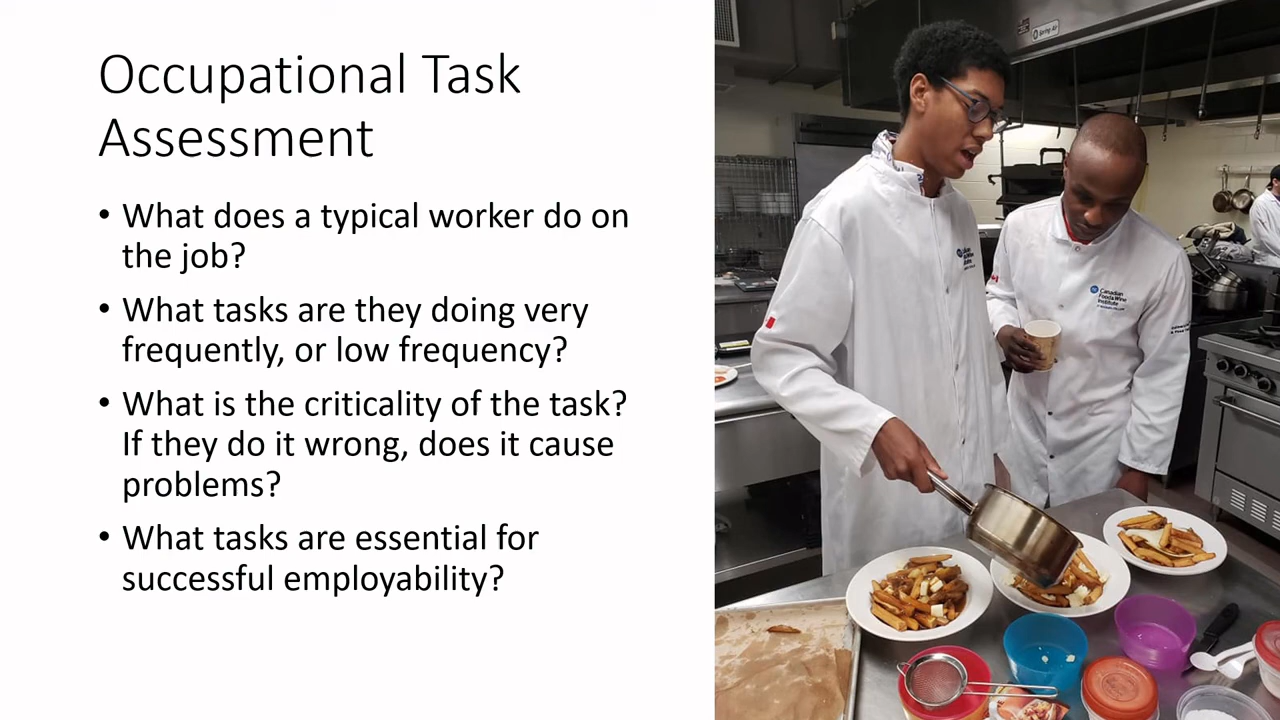 Occupational Task
Assessment
• What does a typical worker do on
the job?
• What tasks are they doing very
frequently, or low frequency?
• What is the criticality of the task?
If they do it wrong, does it cause
problems?
• What tasks are essential for
successful employability?
Spring Air
Canadian
Food & Wine
Institute